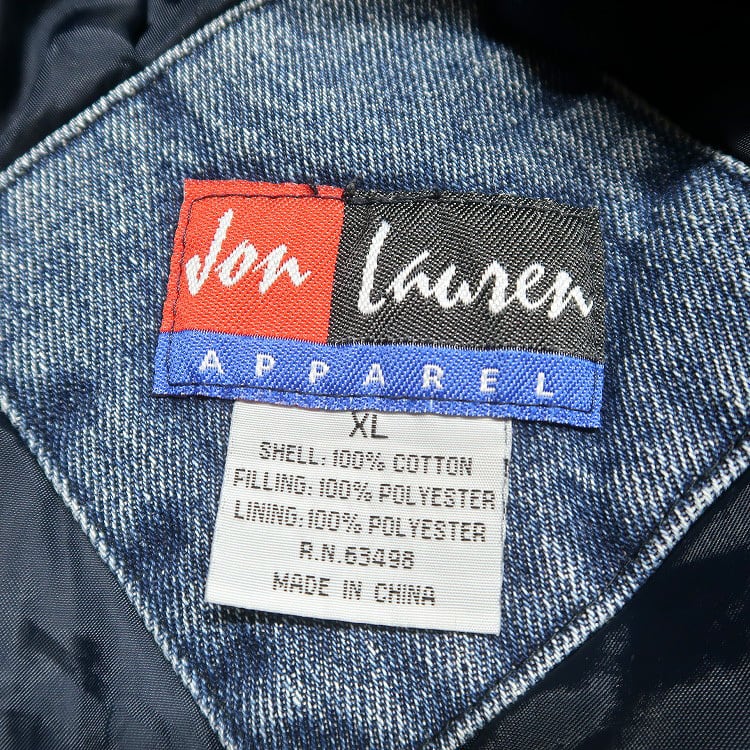 Jon Lauren
APPAREL
XL
SHELL: 100% COTTON
FILLING: 100% POLYESTER
LINING: 100% POLYESTER
R.N. 63498
MADE IN CHINA